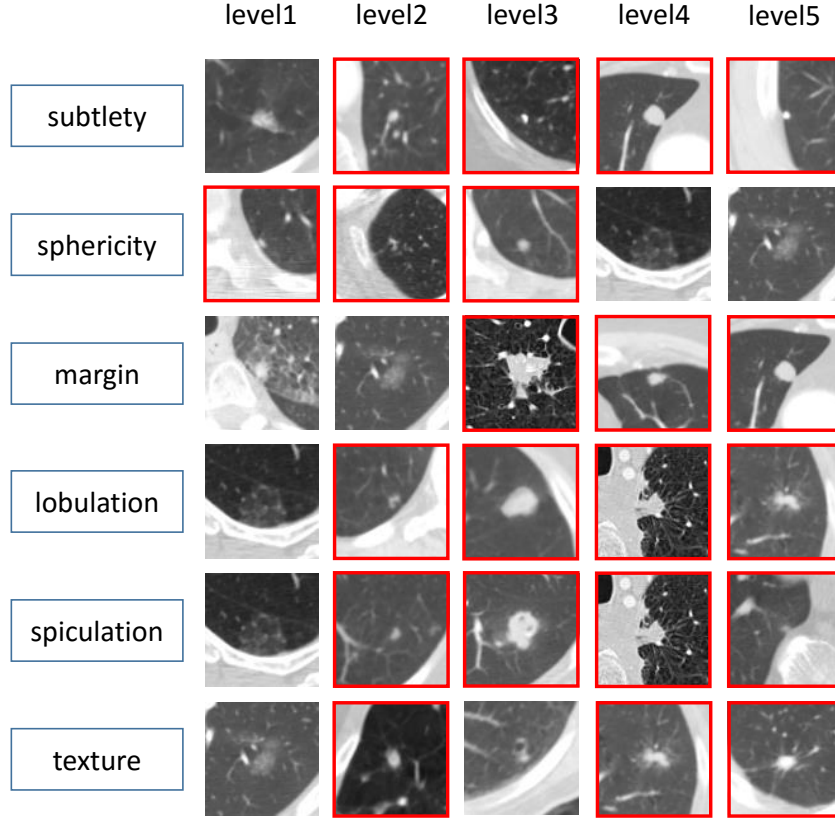 level1 level2 level3 level4 level5
subtlety
sphericity
margin
lobulation
spiculation
texture